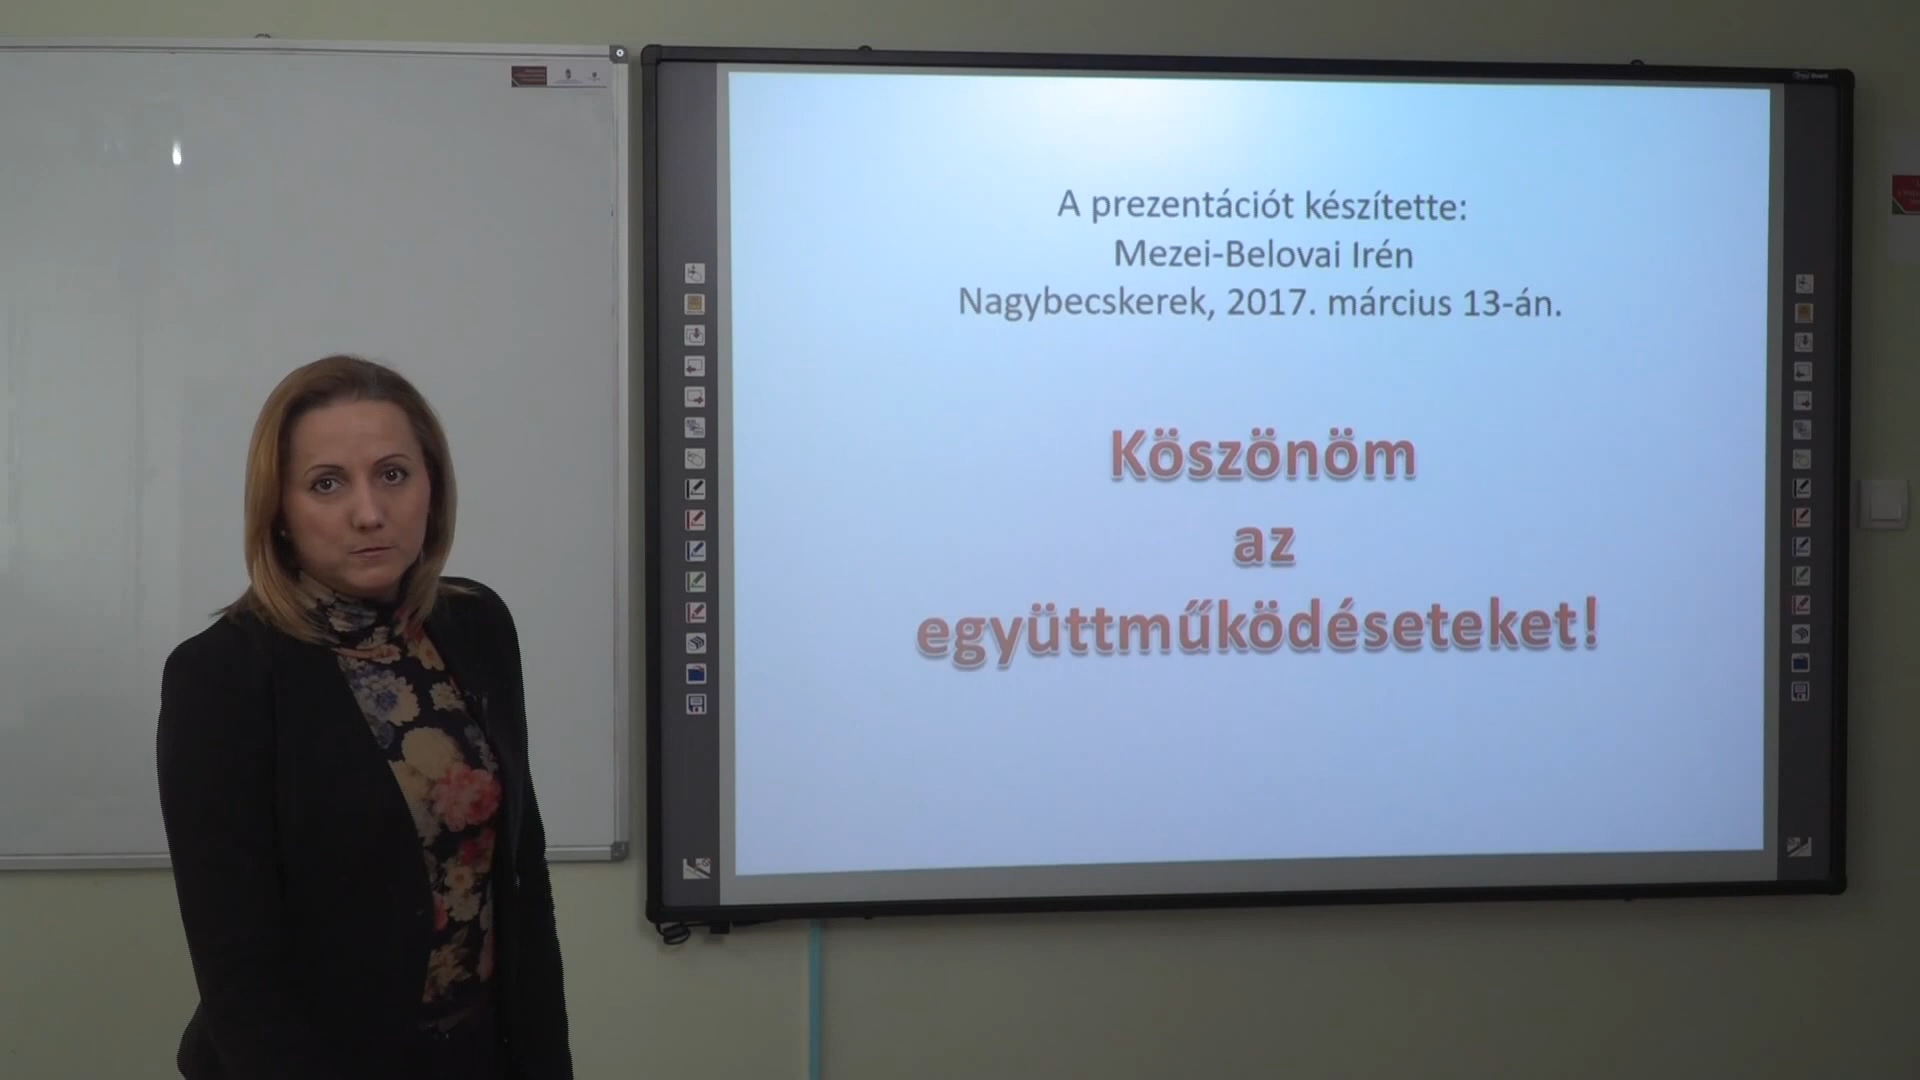 A prezentációt készítette:
Mezei-Belovai Irén
Nagybecskerek, 2017. március 13-án.
Köszönöm
az
együttműködéseteket!